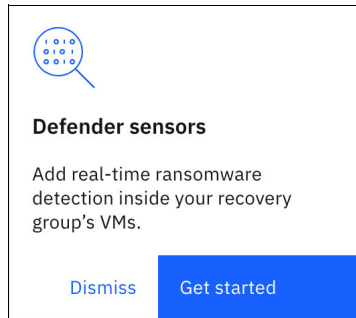 Defender sensors
Add real-time ransomware
detection inside your recovery
group's VMs.
Dismiss
Get started